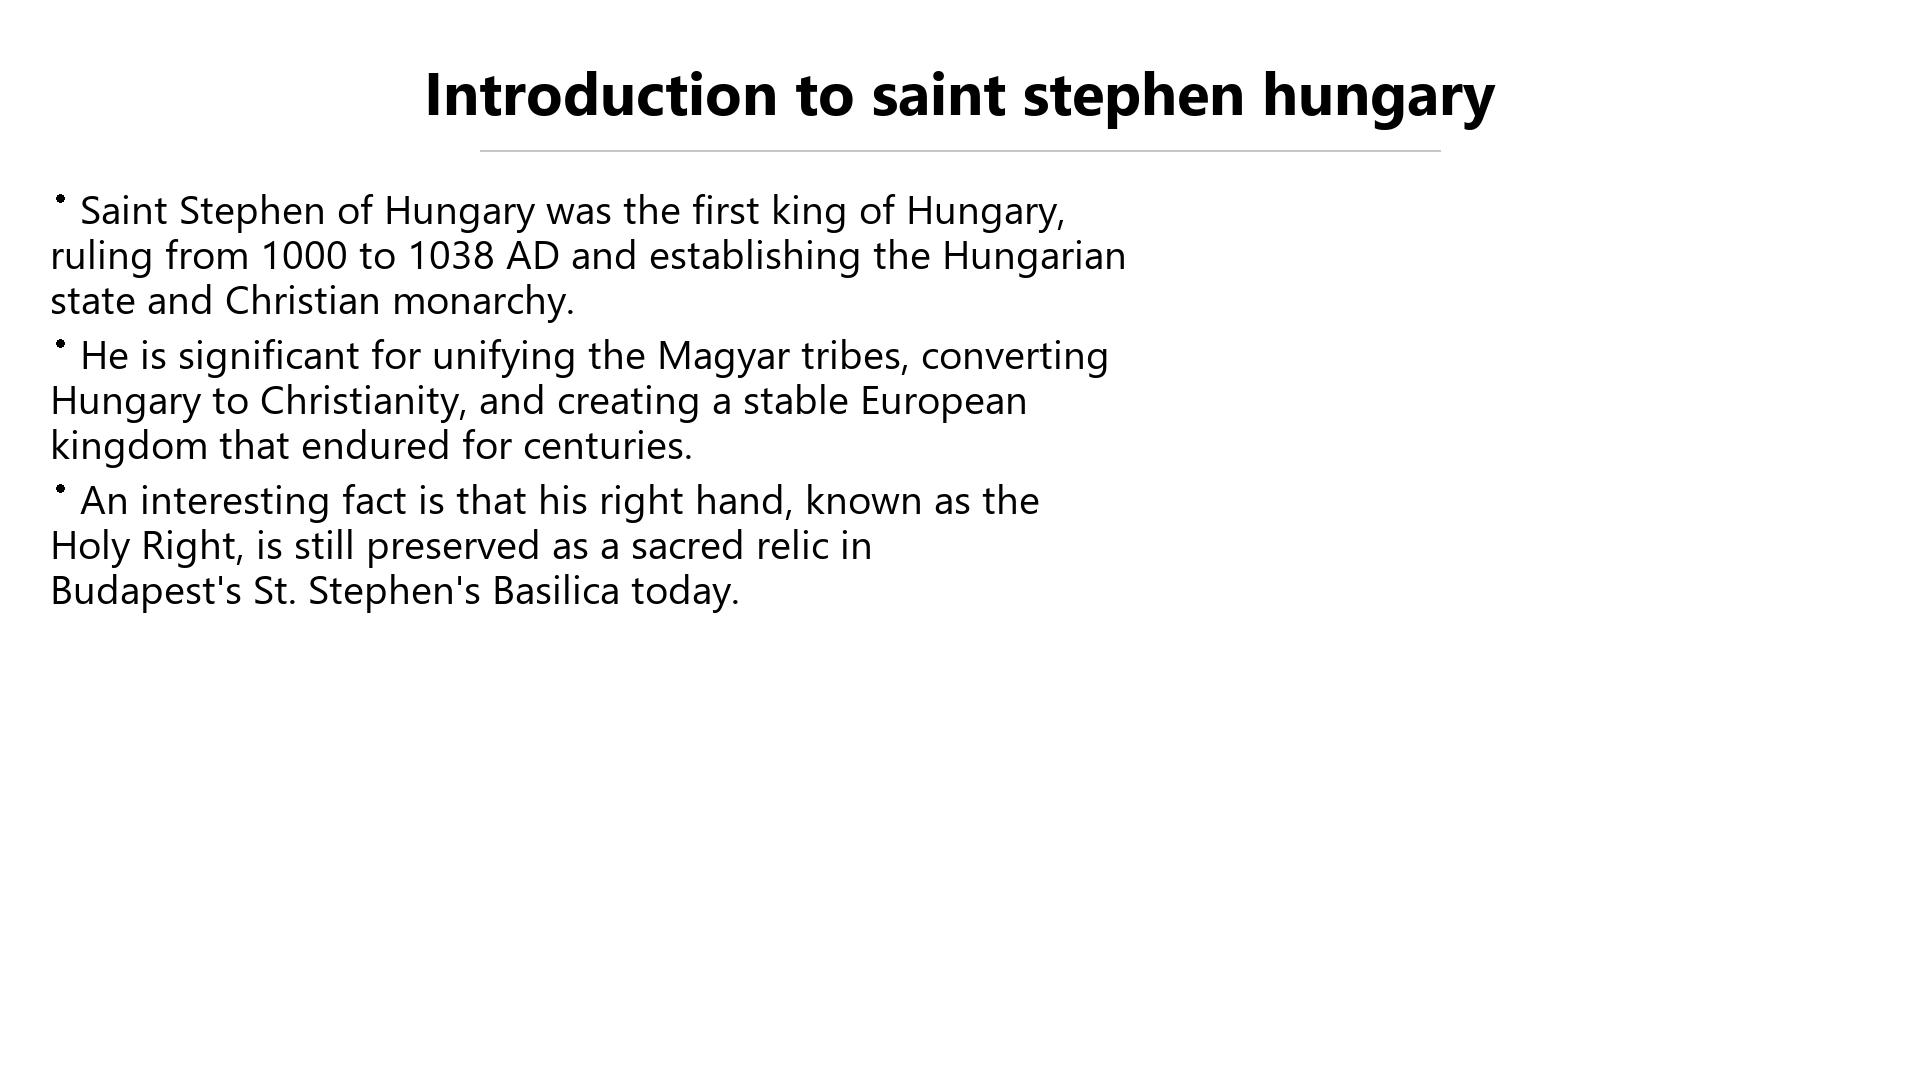 Introduction to saint stephen hungary
• Saint Stephen of Hungary was the first king of Hungary,
ruling from 1000 to 1038 AD and establishing the Hungarian
state and Christian monarchy.
• He is significant for unifying the Magyar tribes, converting
Hungary to Christianity, and creating a stable European
kingdom that endured for centuries.
• An interesting fact is that his right hand, known as the
Holy Right, is still preserved as a sacred relic in
Budapest's St. Stephen's Basilica today.